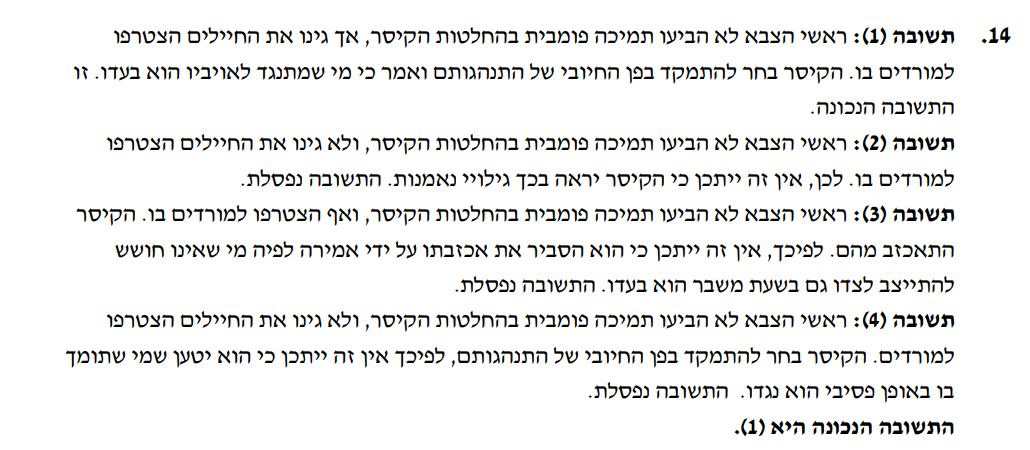 14. תשובה (1): ראשי הצבא לא הביעו תמיכה פומבית בהחלטות הקיסר, אך גינו את החיילים הצטרפו
למורדים בו. הקיסר בחר להתמקד בפן החיובי של התנהגותם ואמר כי מי שמתנגד לאויביו הוא בעדו. זו
התשובה הנכונה.
תשובה (2): ראשי הצבא לא הביעו תמיכה פומבית בהחלטות הקיסר, ולא גינו את החיילים הצטרפו
למורדים בו. לכן, אין זה ייתכן כי הקיסר יראה בכך גילויי נאמנות. התשובה נפסלת.
תשובה (3): ראשי הצבא לא הביעו תמיכה פומבית בהחלטות הקיסר, ואף הצטרפו למורדים בו. הקיסר
התאכזב מהם. לפיכך, אין זה ייתכן כי הוא הסביר את אכזבתו על ידי אמירה לפיה מי שאינו חושש
להתייצב לצדו גם בשעת משבר הוא בעדו. התשובה נפסלת.
תשובה (4): ראשי הצבא לא הביעו תמיכה פומבית בהחלטות הקיסר, ולא גינו את החיילים הצטרפו
למורדים. הקיסר בחר להתמקד בפן החיובי של התנהגותם, לפיכך אין זה ייתכן כי הוא יטען שמי שתומך
בו באופן פסיבי הוא נגדו. התשובה נפסלת.
התשובה הנכונה היא (1).